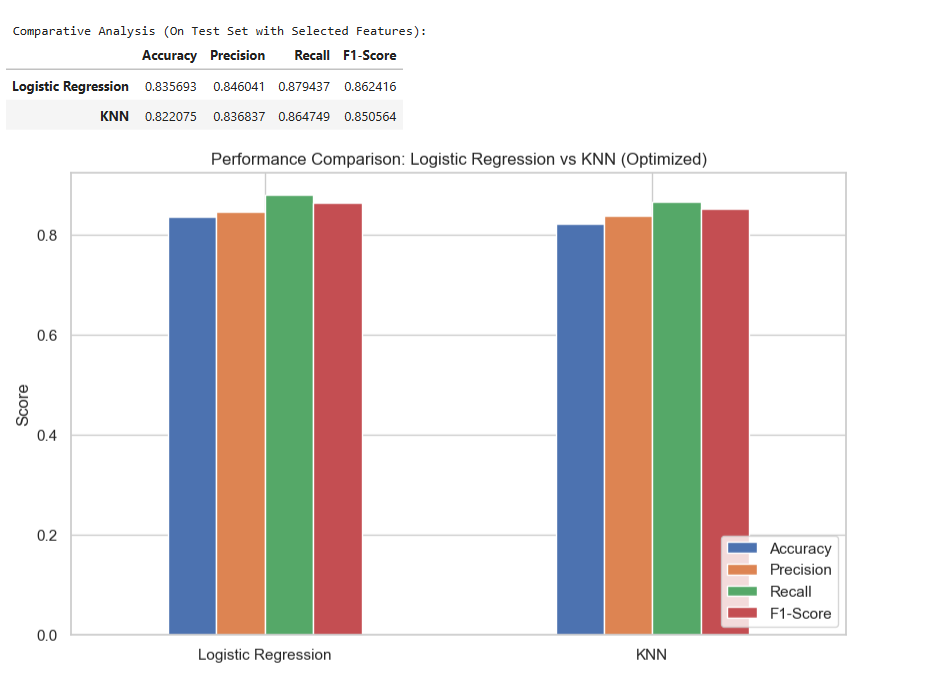 Comparative Analysis (On Test Set with Selected Features):
Accuracy Precision Recall F1-Score
Logistic Regression 0.835693 0.846041 0.879437 0.862416
KNN 0.822075 0.836837 0.864749 0.850564
Performance Comparison: Logistic Regression vs KNN (Optimized)
Score
0.8
0.6
0.4
0.2
0.0
Accuracy
Precision
Recall
F1-Score
Logistic Regression KNN